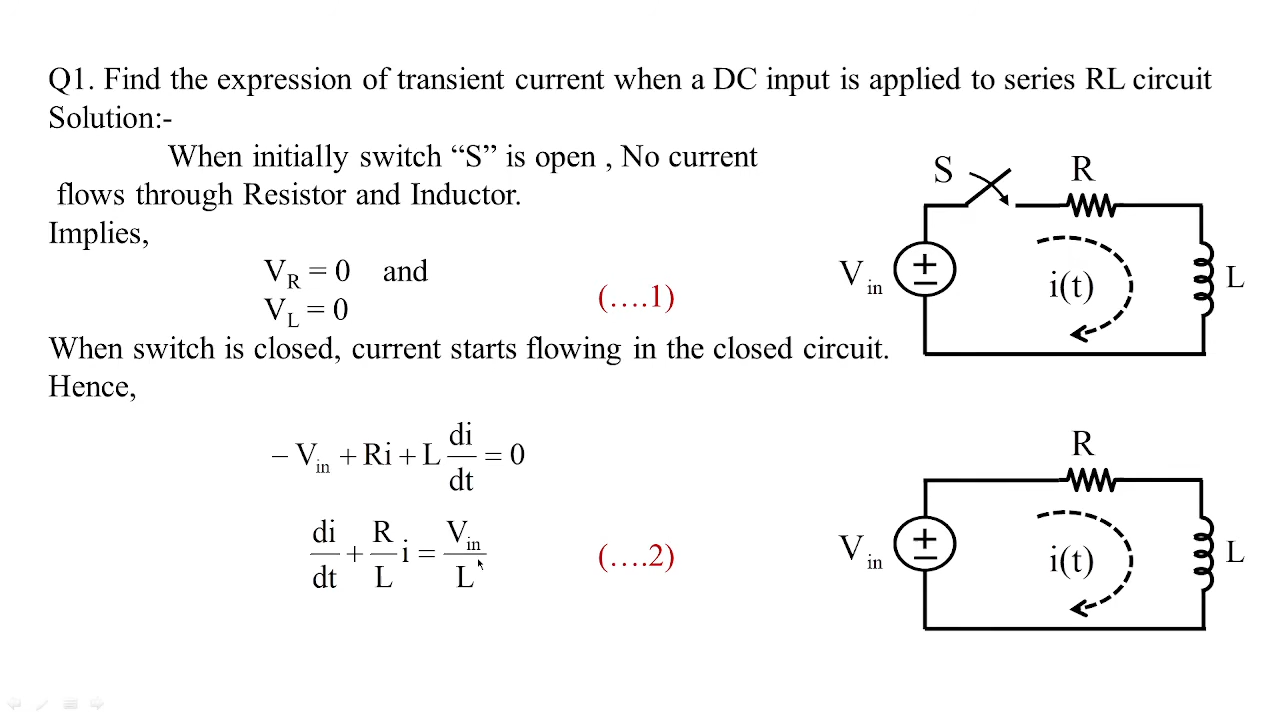 Q1. Find the expression of transient current when a DC input is applied to series RL circuit
Solution:-
When initially switch “S” is open , No current
flows through Resistor and Inductor.
Implies,
V_R = 0 and
V_L = 0
(….1)
When switch is closed, current starts flowing in the closed circuit.
Hence,
− V_in + Ri + L di/dt = 0
di/dt + R/L i = V_in/L
(….2)
S
R
V_in
+
−
i(t)
L
R
V_in
+
−
i(t)
L